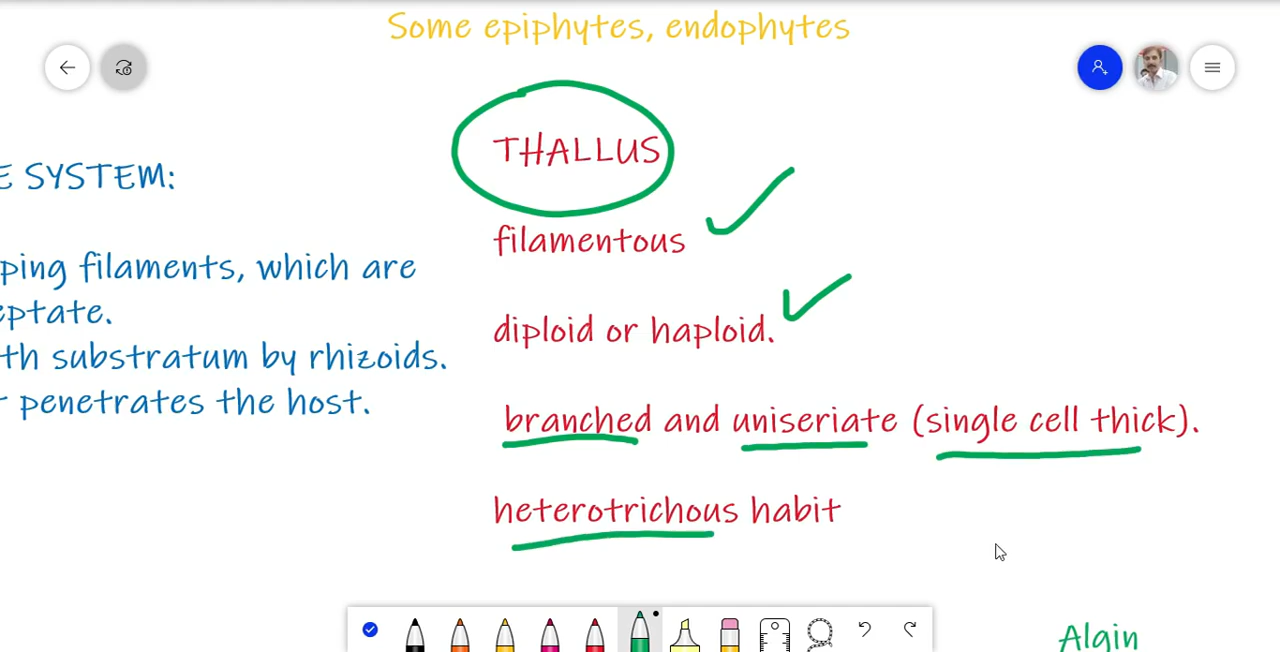 Some epiphytes, endophytes
THALLUS
E SYSTEM:
filamentous
ping filaments, which are
eptate.
diploid or haploid.
th substratum by rhizoids.
penetrates the host.
branched and uniseriate (single cell thick).
heterotrichous habit
Algin